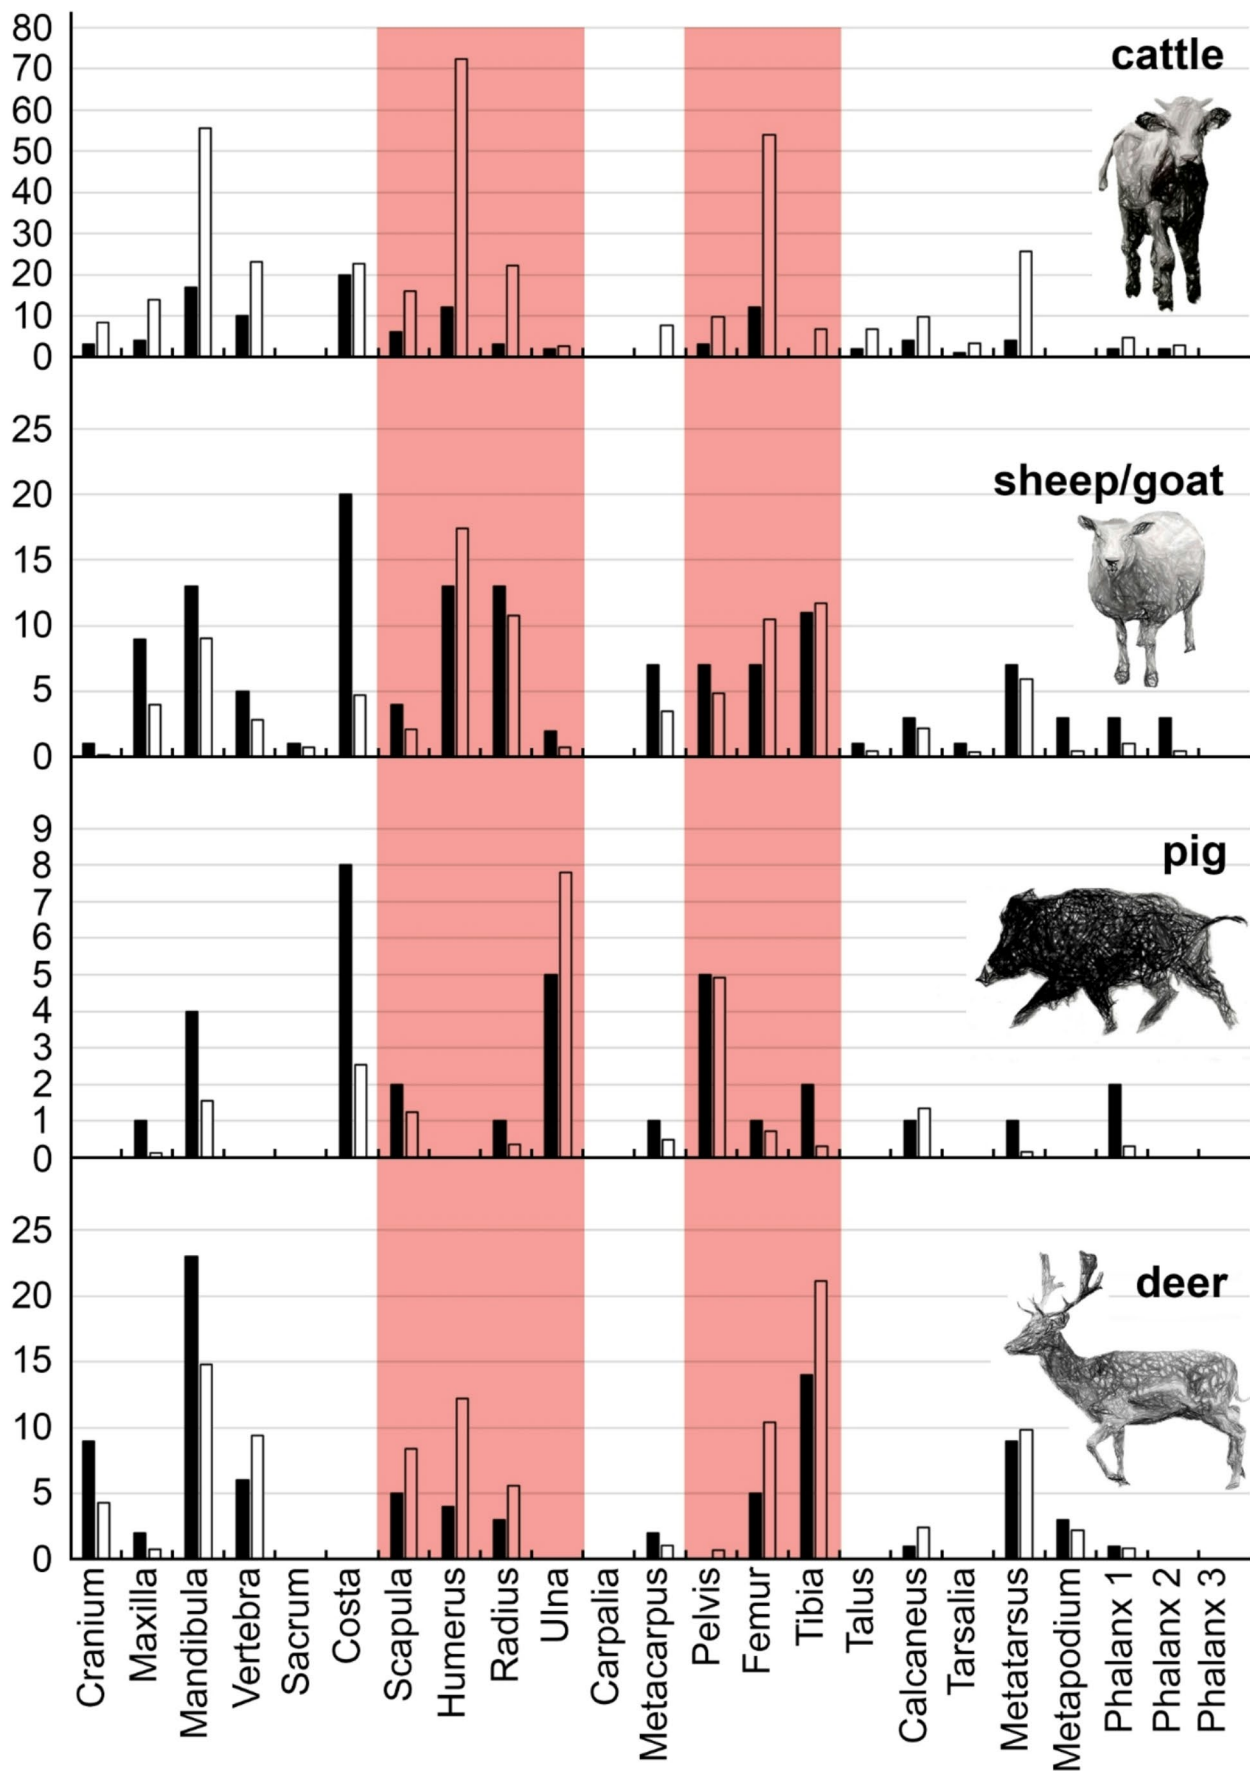 80
cattle
70
60
50
40
30
20
10
0
25
sheep/goat
20
15
10
5
0
9
pig
8
7
6
5
4
3
2
1
0
25
deer
20
15
10
5
0
Cranium
Maxilla
Mandibula
Vertebra
Sacrum
Costa
Scapula
Humerus
Radius
Ulna
Carpalia
Metacarpus
Pelvis
Femur
Tibia
Talus
Calcaneus
Tarsalia
Metatarsus
Metapodium
Phalanx 1
Phalanx 2
Phalanx 3